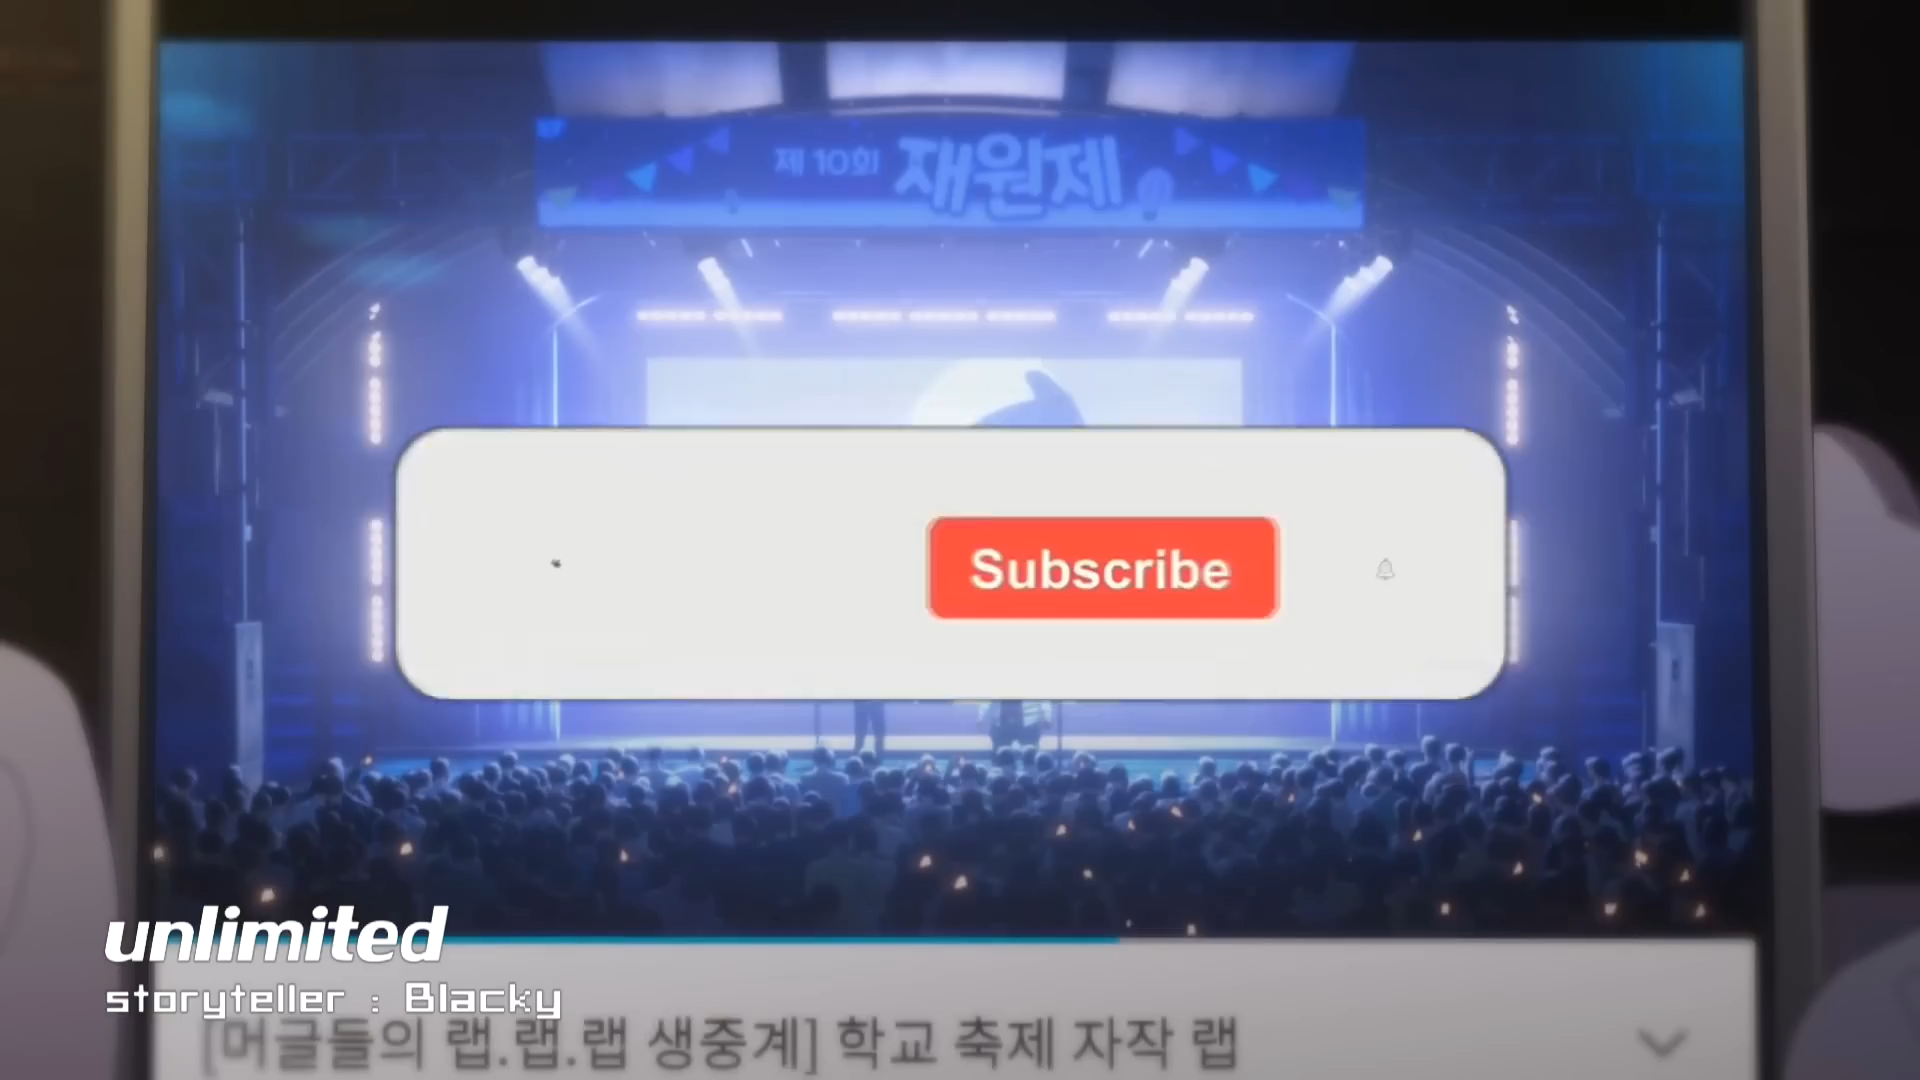 제 10회 재원제
Subscribe
unlimited
storyteller : Blacky
[머글들의 랩.랩.랩 생중계] 학교 축제 자작 랩